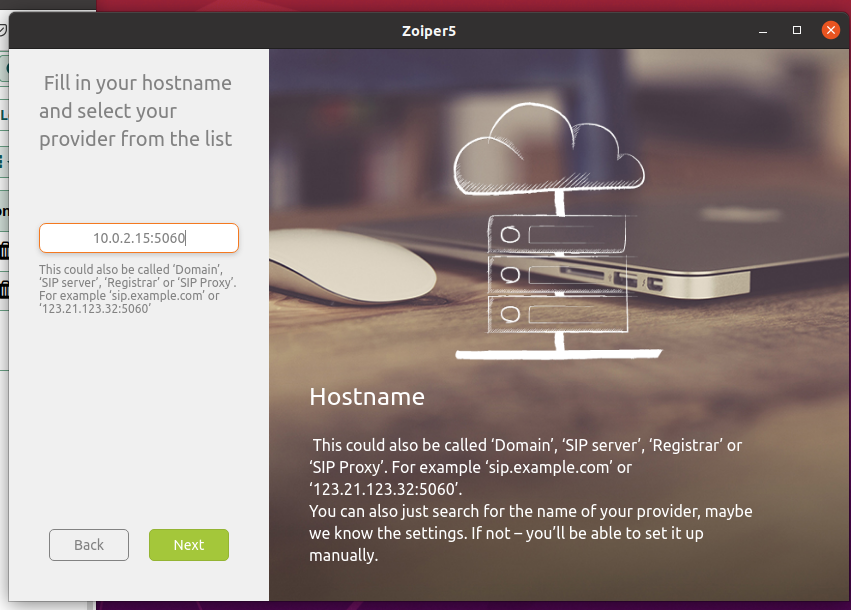 Zoiper5
Fill in your hostname
and select your
provider from the list
10.0.2.15:5060
This could also be called ‘Domain’,
‘SIP server’, ‘Registrar’ or ‘SIP Proxy’.
For example ‘sip.example.com’ or
‘123.21.123.32:5060’
Back
Next
Hostname
This could also be called ‘Domain’, ‘SIP server’, ‘Registrar’ or
‘SIP Proxy’. For example ‘sip.example.com’ or
‘123.21.123.32:5060’.
You can also just search for the name of your provider, maybe
we know the settings. If not – you’ll be able to set it up
manually.